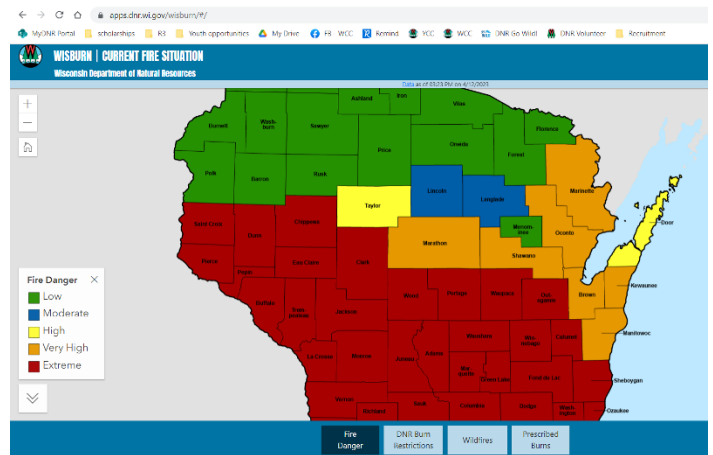 apps.dnr.wi.gov/wisburn/#/
MyDNR Portal scholarships R3 Youth opportunities My Drive FB WCC Remind YCC WCC DNR Go Wild! DNR Volunteer Recruitment
WISBURN | CURRENT FIRE SITUATION
Wisconsin Department of Natural Resources
Data as of 03:23 PM on 4/12/2023
Ashland Iron Vilas
Burnett Wash-burn Sawyer Florence
Price Oneida Forest
Polk Barron Rusk Marinette
Lincoln Langlade
Taylor
Saint Croix Dunn Chippewa Menom-inee Oconto Door
Marathon Shawano
Pierce Pepin Eau Claire Clark
Brown Kewaunee
Buffalo Wood Portage Waupaca Out-agamie
Jackson Manitowoc
Waushara Calumet
La Crosse Monroe Juneau Adams
Green Lake Fond du Lac Sheboygan
Vernon Sauk Columbia Dodge Ozaukee
Richland
Fire Danger
Low
Moderate
High
Very High
Extreme
Fire Danger
DNR Burn Restrictions
Wildfires
Prescribed Burns